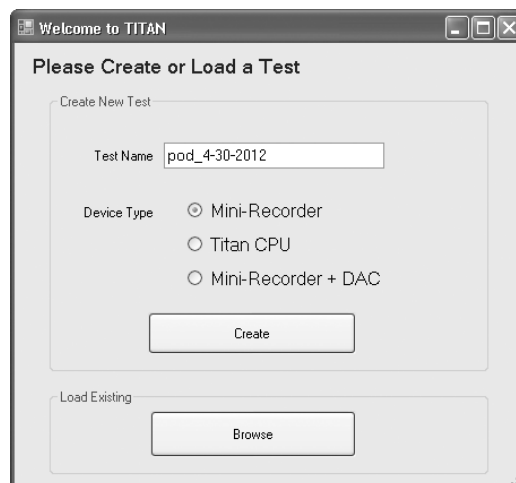 Welcome to TITAN
Please Create or Load a Test
Create New Test
Test Name pod_4-30-2012
Device Type Mini-Recorder
Titan CPU
Mini-Recorder + DAC
Create
Load Existing
Browse